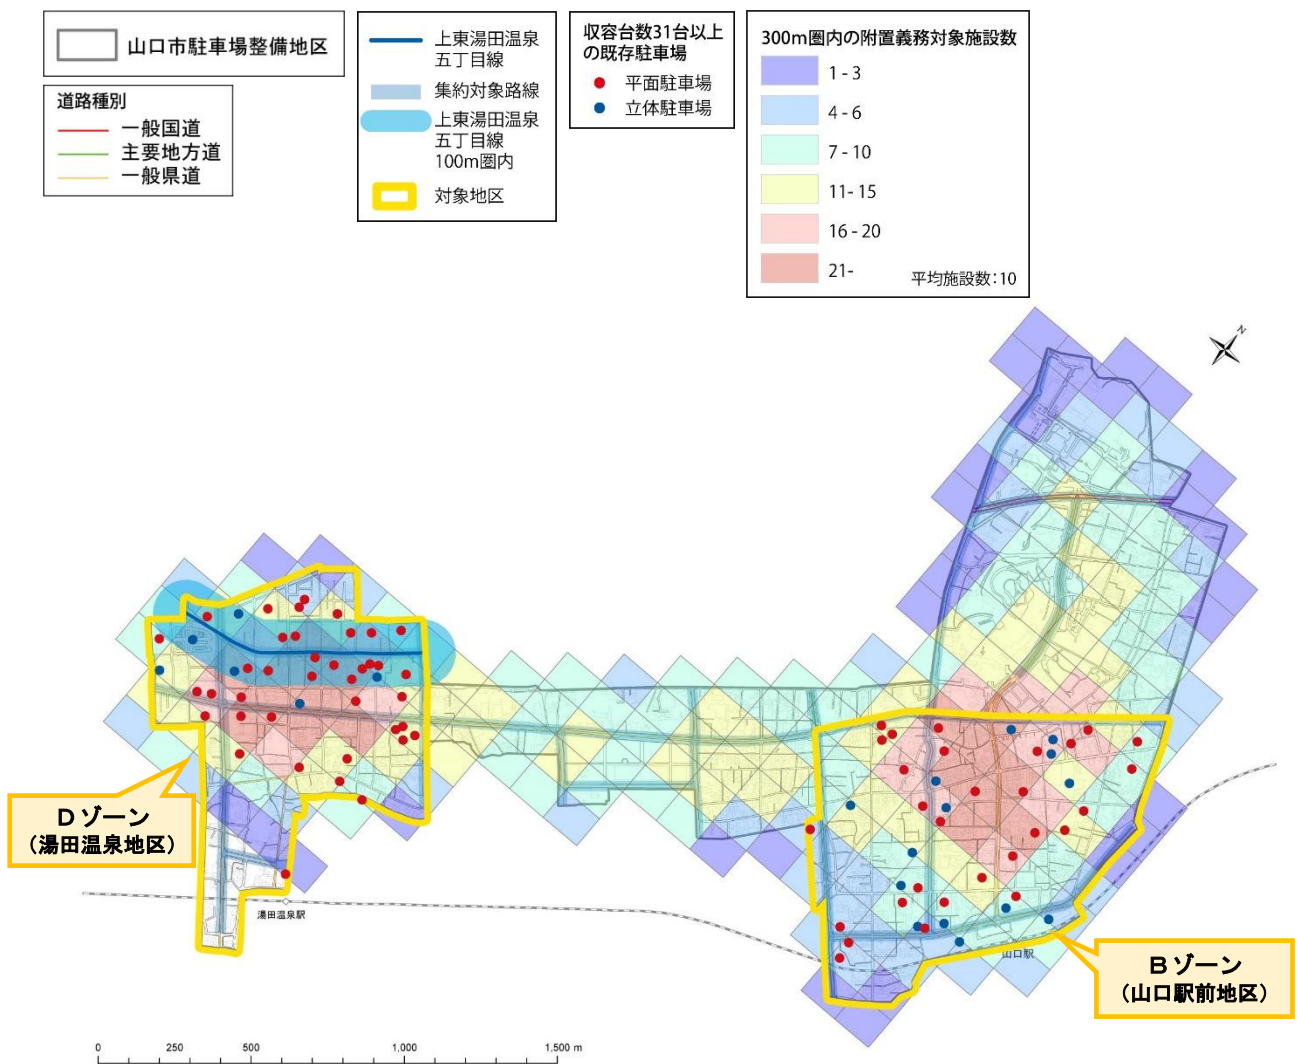 山口市駐車場整備地区
道路種別
一般国道
主要地方道
一般県道
上東湯田温泉
五丁目線
集約対象路線
上東湯田温泉
五丁目線
100m圏内
対象地区
収容台数31台以上
の既存駐車場
平面駐車場
立体駐車場
300m圏内の附置義務対象施設数
1 - 3
4 - 6
7 - 10
11- 15
16 - 20
21-
平均施設数：10
N
Dゾーン
（湯田温泉地区）
湯田温泉駅
山口駅
Bゾーン
（山口駅前地区）
0 250 500 1,000 1,500 m